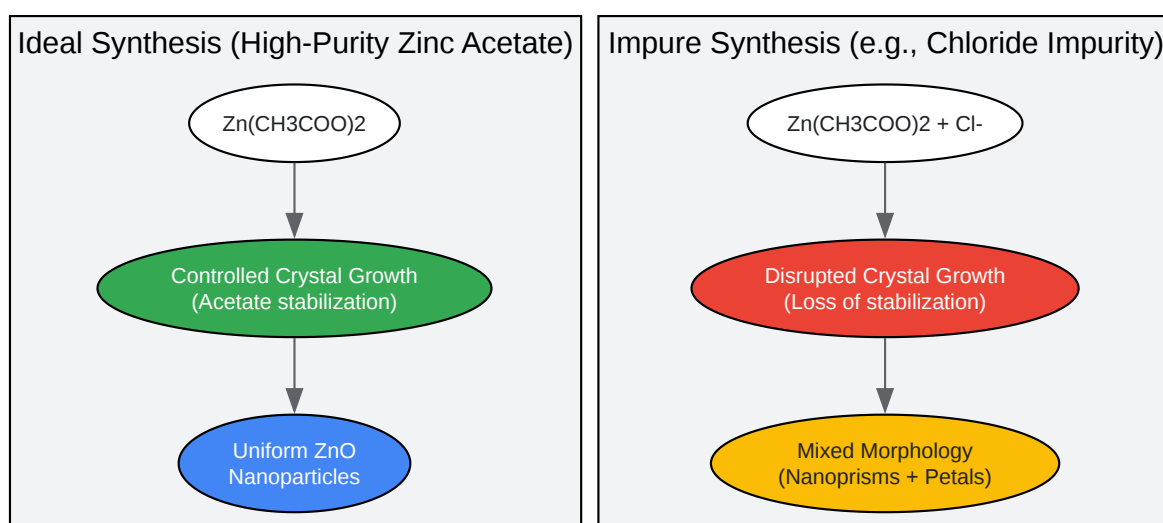 Ideal Synthesis (High-Purity Zinc Acetate)
Zn(CH3COO)2
Controlled Crystal Growth
(Acetate stabilization)
Uniform ZnO
Nanoparticles
Impure Synthesis (e.g., Chloride Impurity)
Zn(CH3COO)2 + Cl-
Disrupted Crystal Growth
(Loss of stabilization)
Mixed Morphology
(Nanoprisms + Petals)